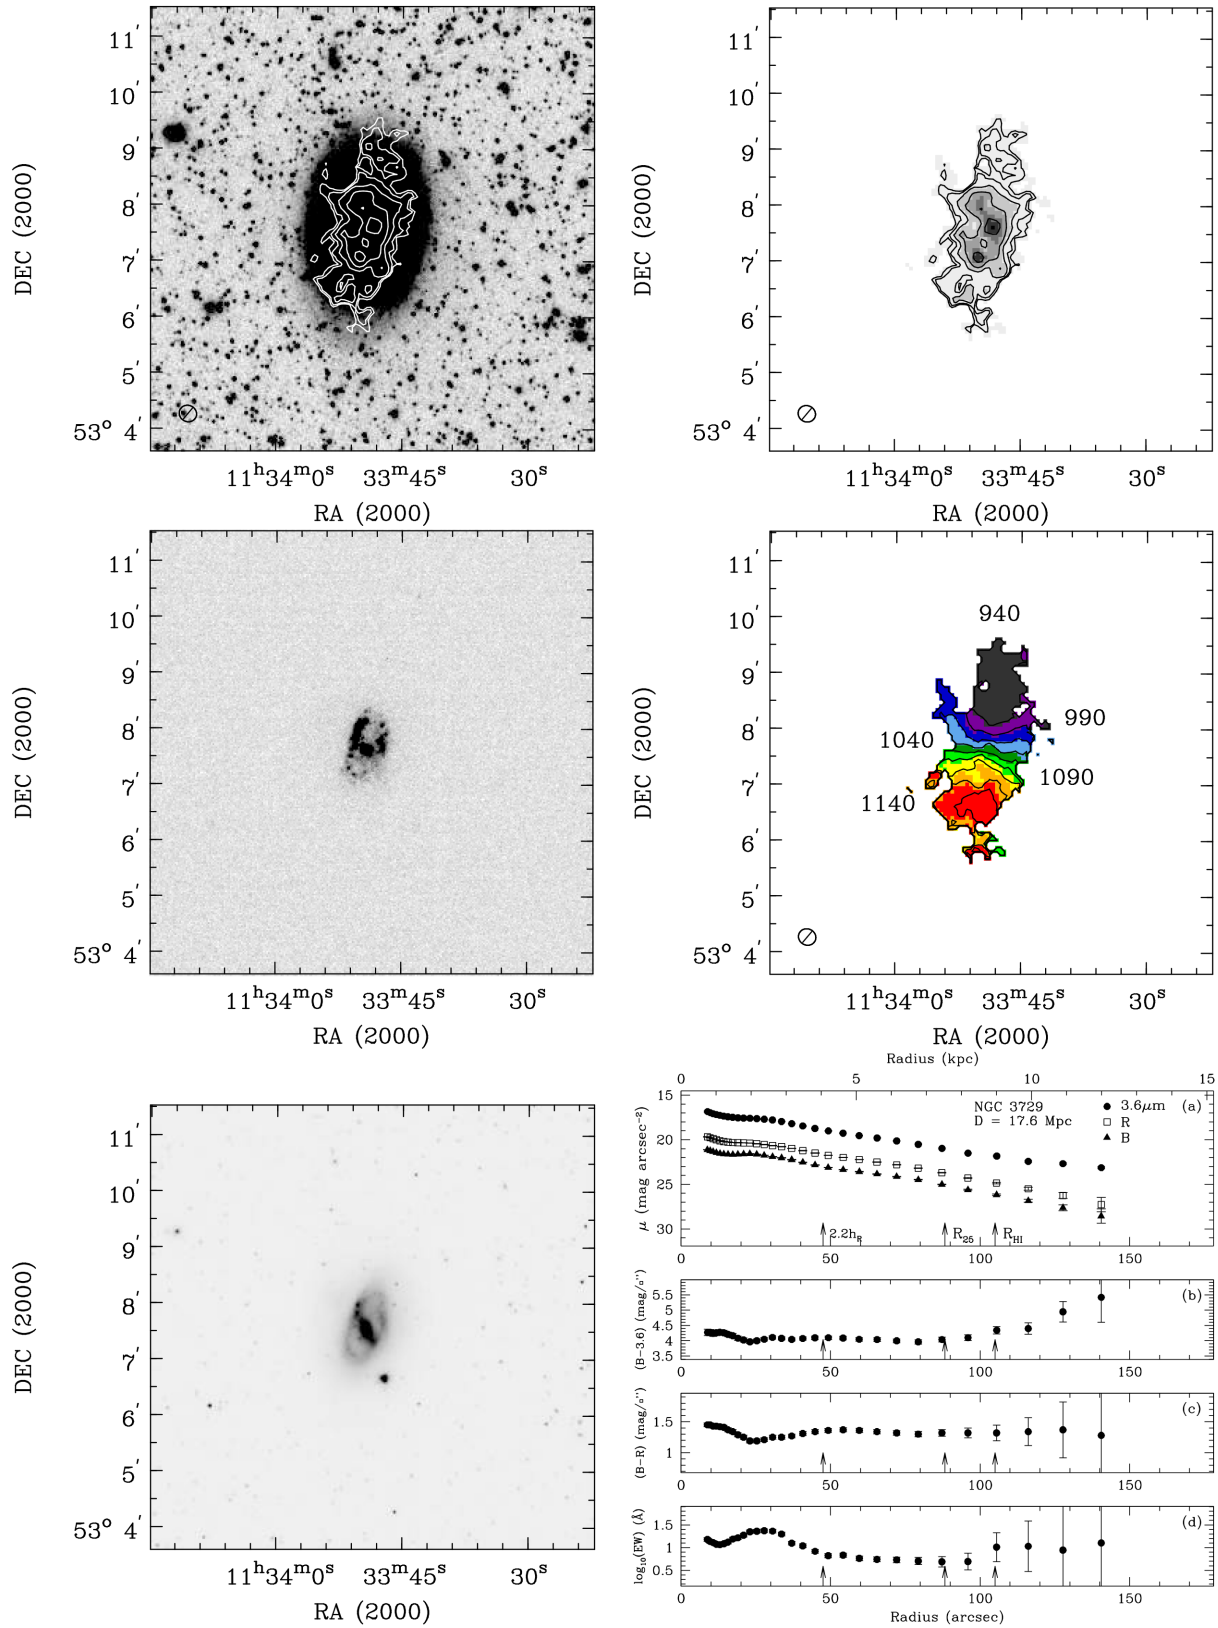 11′
10′
9′
8′
7′
6′
5′
53° 4′
DEC (2000)
11ʰ34ᵐ0ˢ 33ᵐ45ˢ 30ˢ
RA (2000)
11′
10′
9′
8′
7′
6′
5′
53° 4′
DEC (2000)
11ʰ34ᵐ0ˢ 33ᵐ45ˢ 30ˢ
RA (2000)
11′
10′
9′
8′
7′
6′
5′
53° 4′
DEC (2000)
11ʰ34ᵐ0ˢ 33ᵐ45ˢ 30ˢ
RA (2000)
11′
10′
9′
8′
7′
6′
5′
53° 4′
DEC (2000)
940
990
1040
1090
1140
11ʰ34ᵐ0ˢ 33ᵐ45ˢ 30ˢ
RA (2000)
11′
10′
9′
8′
7′
6′
5′
53° 4′
DEC (2000)
11ʰ34ᵐ0ˢ 33ᵐ45ˢ 30ˢ
RA (2000)
Radius (kpc)
0 5 10 15
15
20
25
30
μ (mag arcsec⁻²)
NGC 3729
D = 17.6 Mpc
3.6μm (a)
R
B
2.2h_R R₂₅ R_HI
0 50 100 150
5.5
4.5
3.5
(B−3.6) (mag/□″)
(b)
0 50 100 150
1.5
1
(B−R) (mag/□″)
(c)
0 50 100 150
1.5
1
0.5
log₁₀(EW) (Å)
(d)
0 50 100 150
Radius (arcsec)